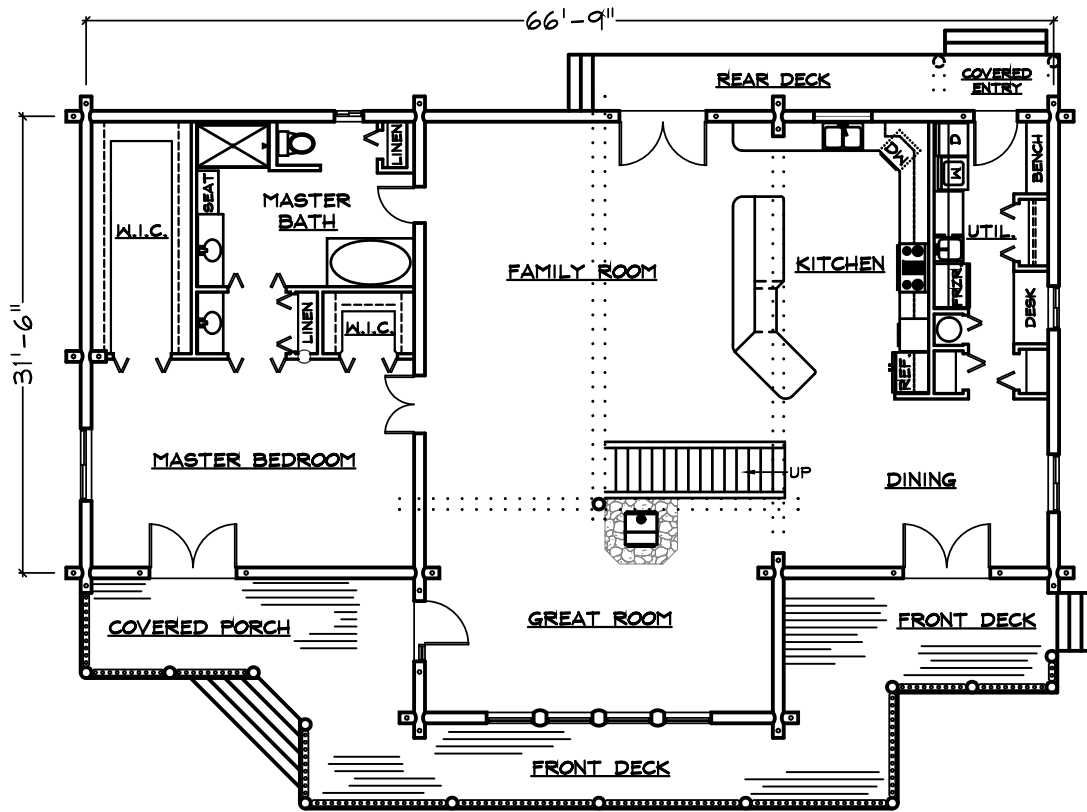 66'-9"
REAR DECK
COVERED
ENTRY
LINEN
D
BENCH
DW
W
SEAT
MASTER
BATH
W.I.C.
UTIL.
FAMILY ROOM
KITCHEN
FRZR.
DESK
LINEN
W.I.C.
31'-6"
REF.
MASTER BEDROOM
UP
DINING
COVERED PORCH
GREAT ROOM
FRONT DECK
FRONT DECK